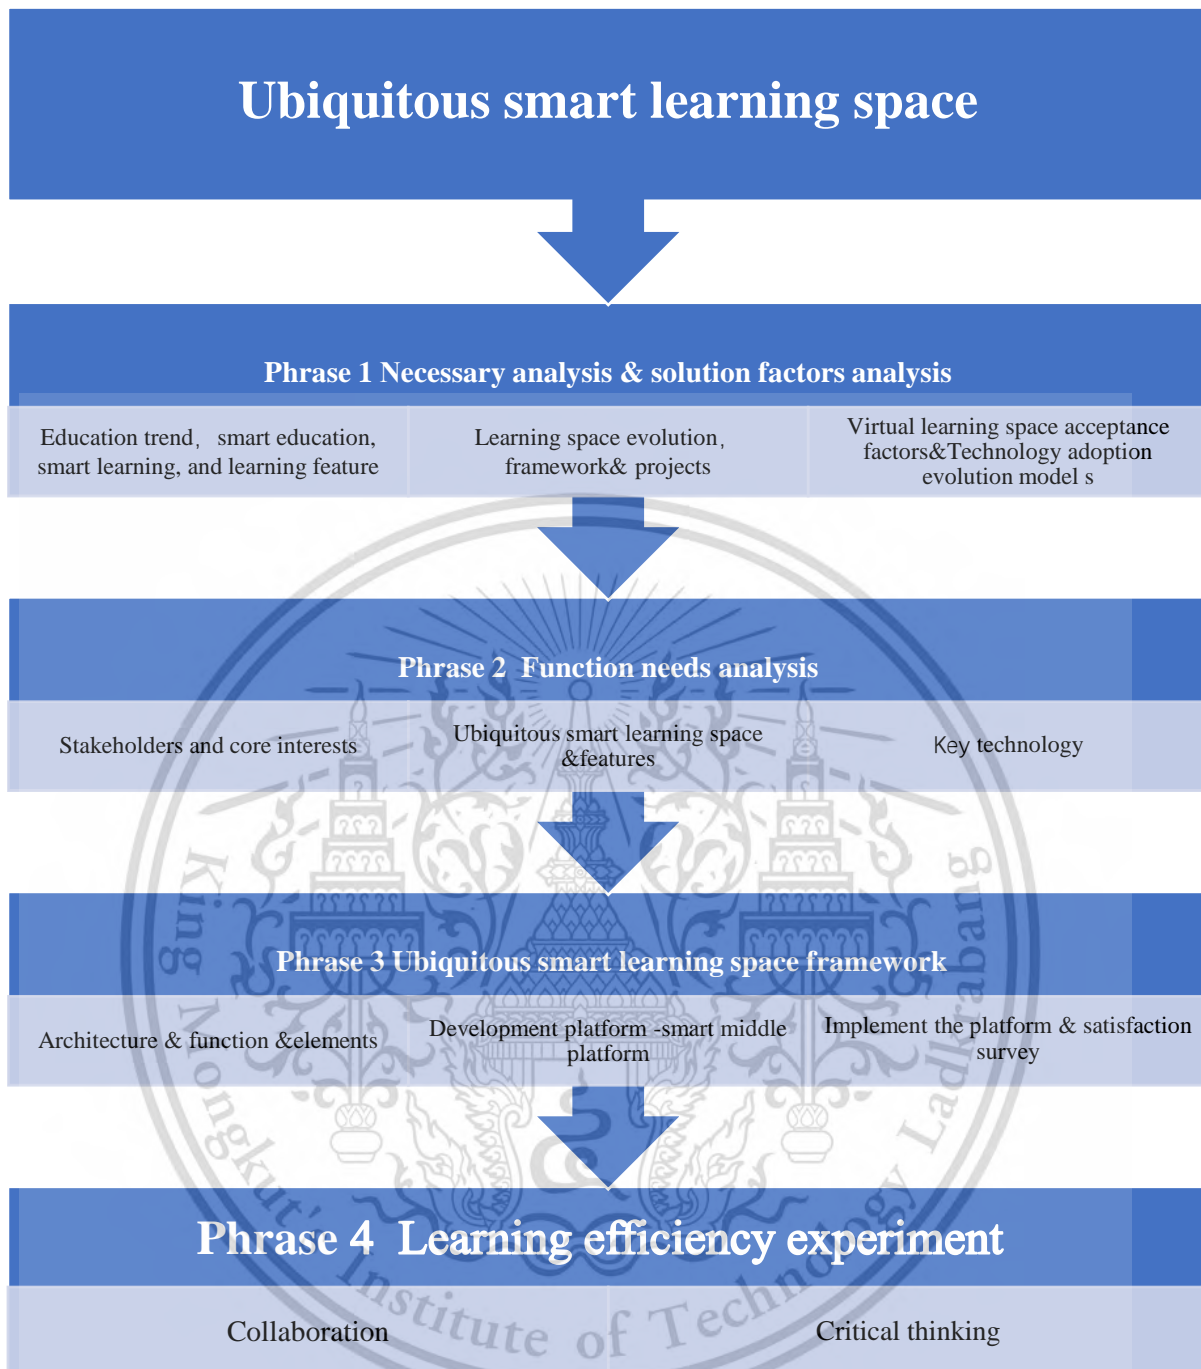 Ubiquitous smart learning space
Phrase 1 Necessary analysis & solution factors analysis
Education trend， smart education,
smart learning, and learning feature
Learning space evolution，
framework& projects
Virtual learning space acceptance
factors&Technology adoption
evolution model s
Phrase 2  Function needs analysis
Stakeholders and core interests
Ubiquitous smart learning space
&features
Key technology
Phrase 3 Ubiquitous smart learning space framework
Architecture & function &elements
Development platform -smart middle
platform
Implement the platform & satisfaction
survey
Phrase 4  Learning efficiency experiment
Collaboration
Critical thinking
King Mongkut's Institute of Technology Ladkrabang